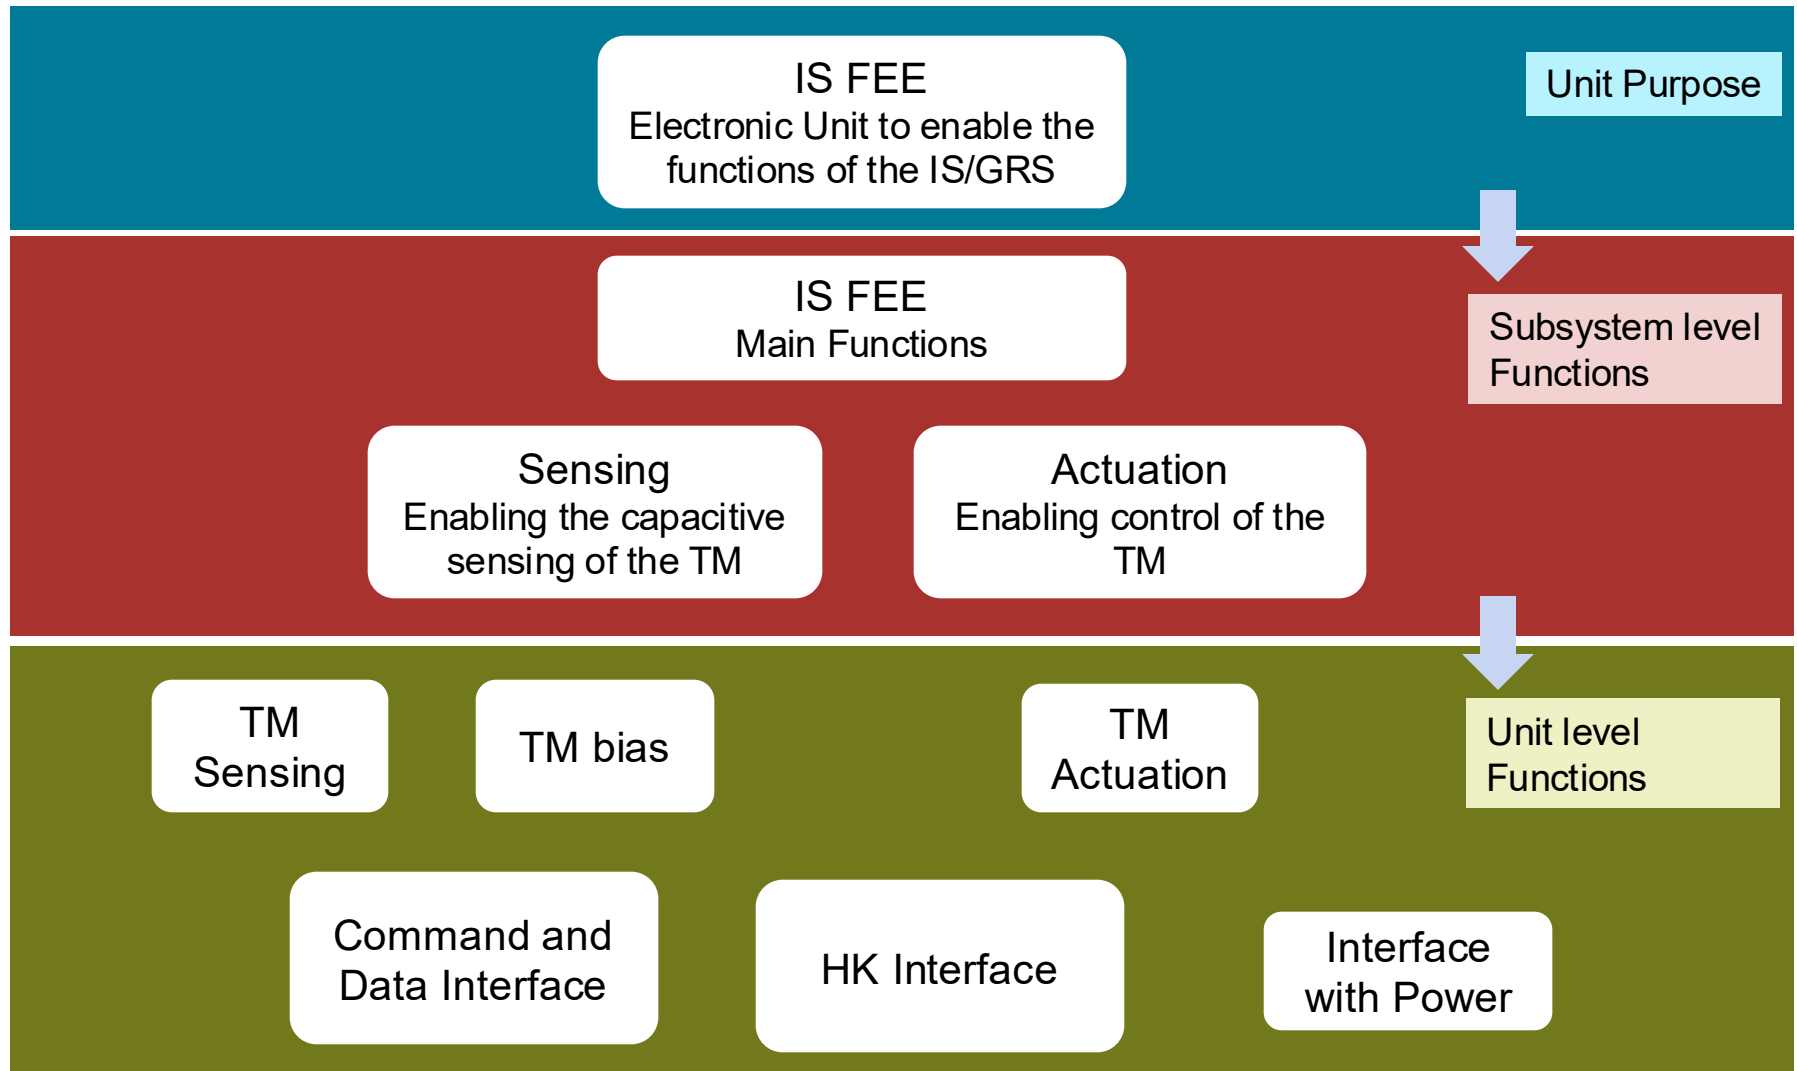 IS FEE
Electronic Unit to enable the
functions of the IS/GRS
Unit Purpose
IS FEE
Main Functions
Subsystem level
Functions
Sensing
Enabling the capacitive
sensing of the TM
Actuation
Enabling control of the
TM
TM
Sensing
TM bias
TM
Actuation
Unit level
Functions
Command and
Data Interface
HK Interface
Interface
with Power